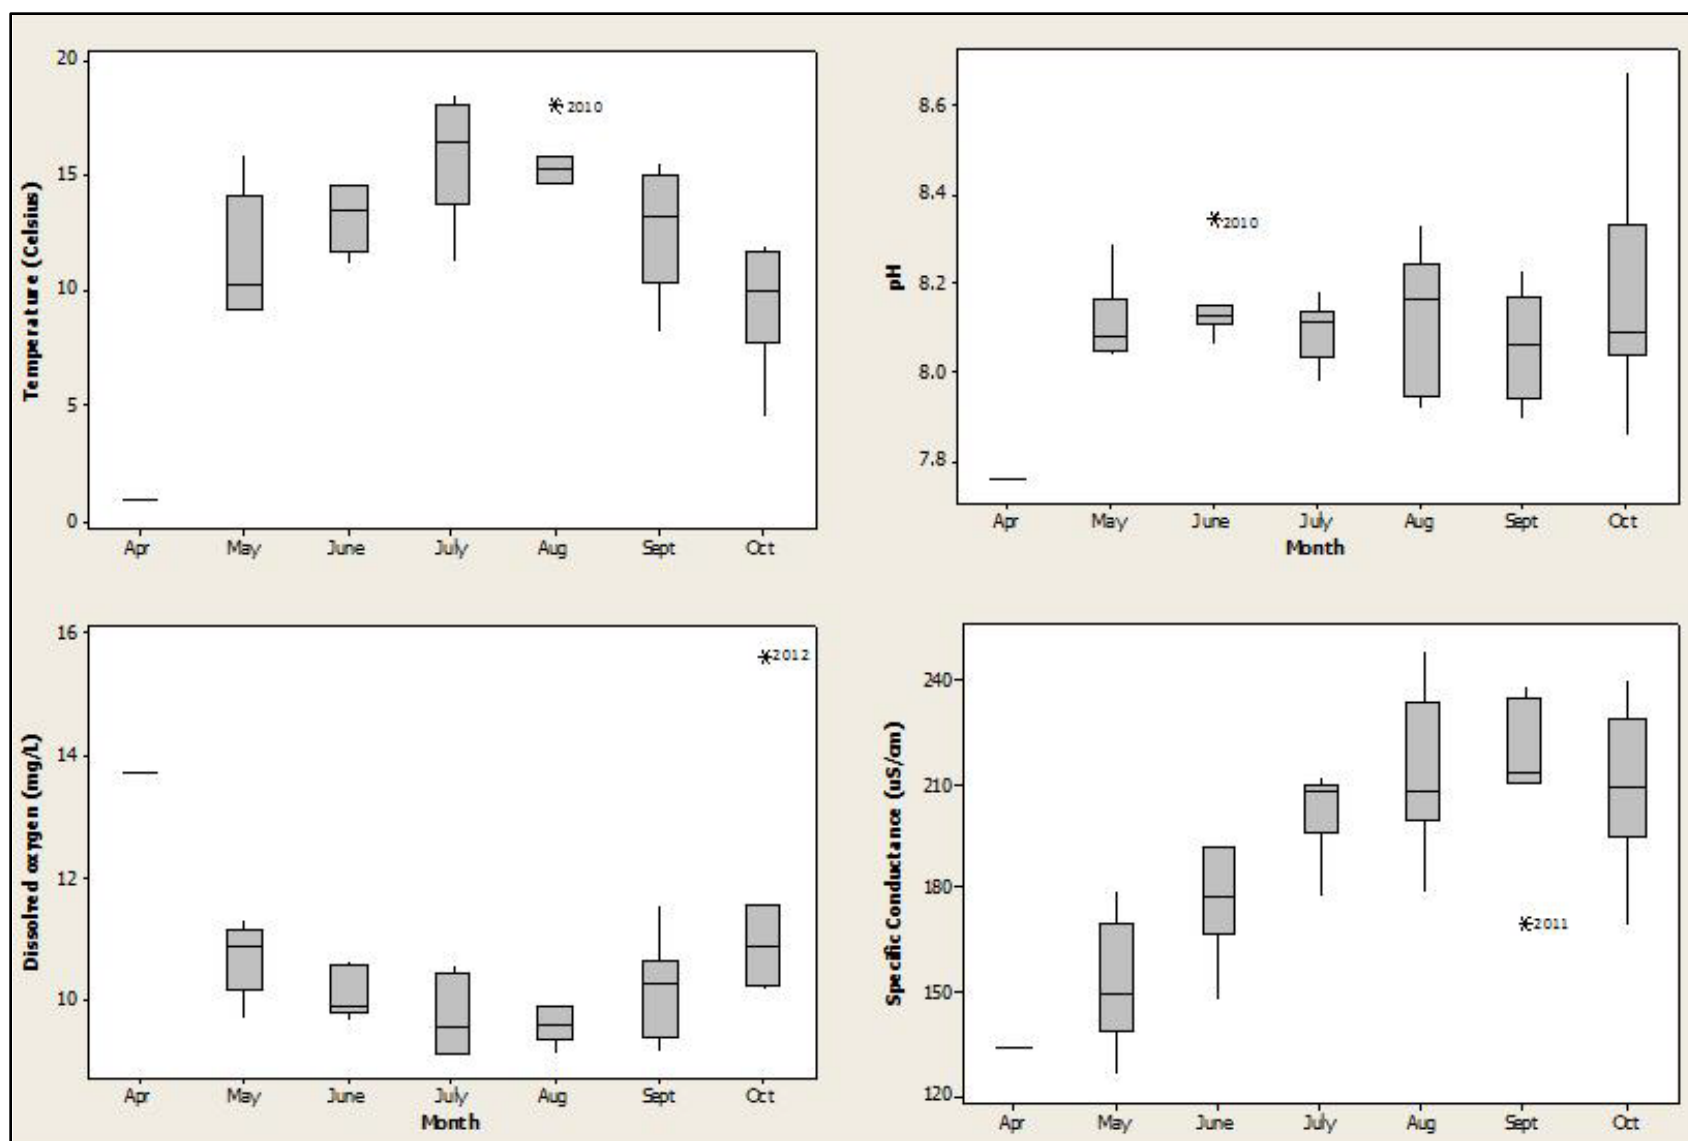 Temperature (Celsius)
20
15
10
5
0
2010
Apr May June July Aug Sept Oct
pH
8.6
8.4
8.2
8.0
7.8
2010
Apr May June July Aug Sept Oct
Month
Dissolved oxygen (mg/L)
16
14
12
10
2012
Apr May June July Aug Sept Oct
Month
Specific Conductance (uS/cm)
240
210
180
150
120
2011
Apr May June July Aug Sept Oct